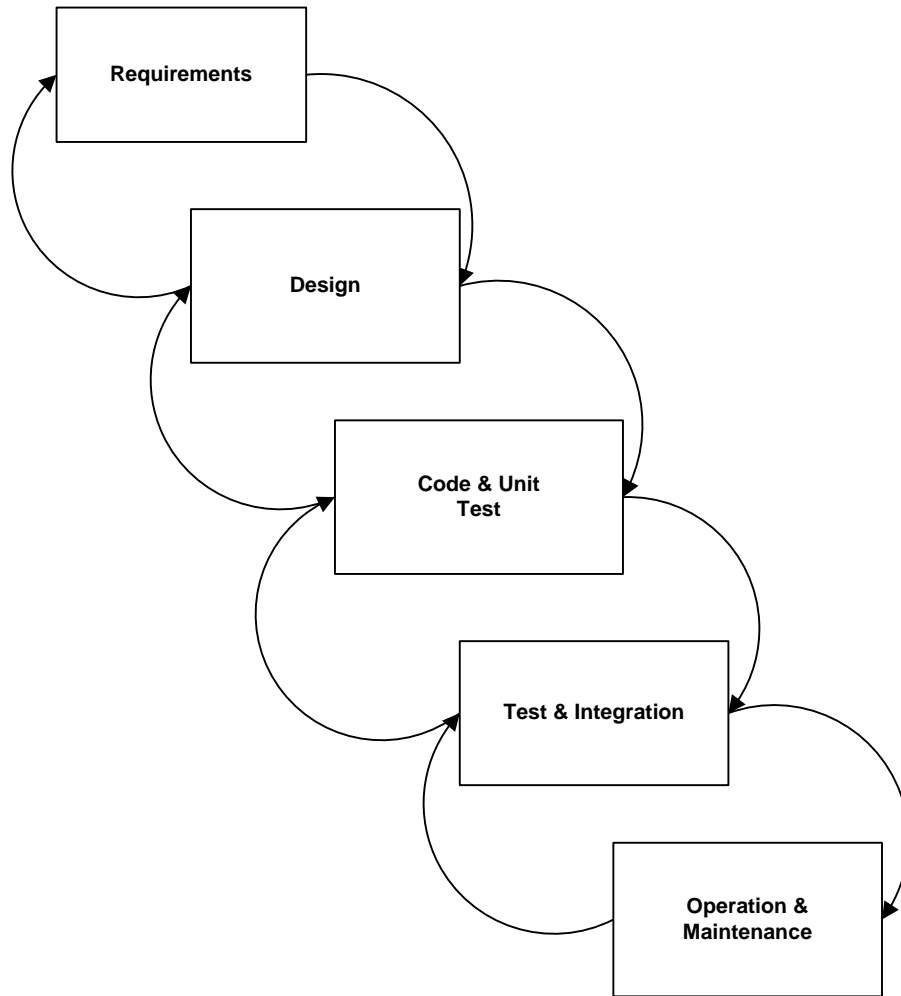 Requirements
Design
Code & Unit
Test
Test & Integration
Operation &
Maintenance